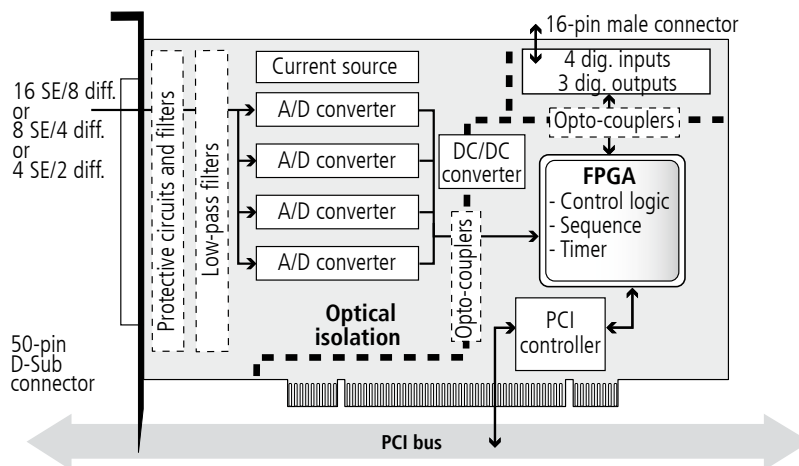 16-pin male connector
16 SE/8 diff.
or
8 SE/4 diff.
or
4 SE/2 diff.
Protective circuits and filters
Low-pass filters
Current source
A/D converter
A/D converter
A/D converter
A/D converter
4 dig. inputs
3 dig. outputs
Opto-couplers
DC/DC
converter
FPGA
- Control logic
- Sequence
- Timer
Opto-couplers
Optical
isolation
PCI
controller
50-pin
D-Sub
connector
PCI bus